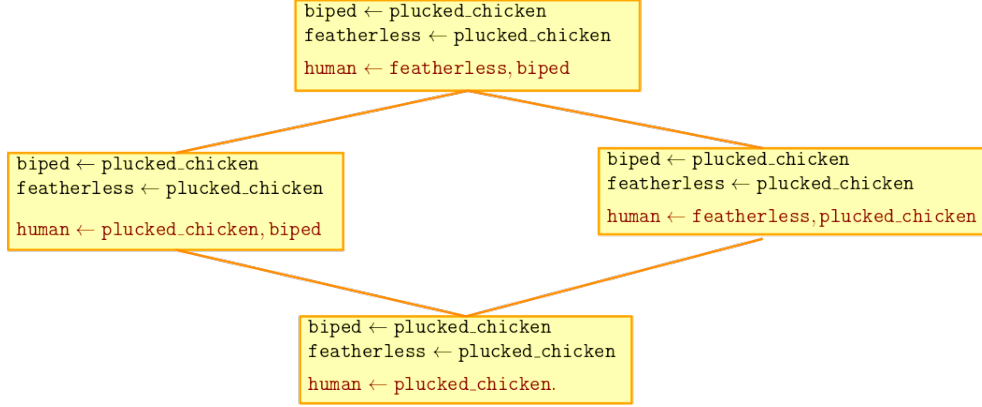 biped ← plucked_chicken
featherless ← plucked_chicken
human ← featherless, biped
biped ← plucked_chicken
featherless ← plucked_chicken
human ← plucked_chicken, biped
biped ← plucked_chicken
featherless ← plucked_chicken
human ← featherless, plucked_chicken
biped ← plucked_chicken
featherless ← plucked_chicken
human ← plucked_chicken.